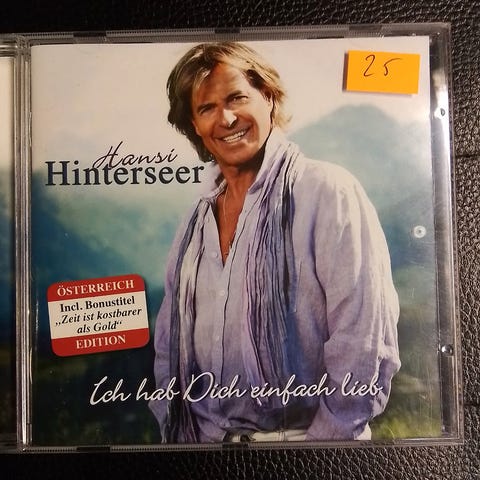 25
Hansi
Hinterseer
ÖSTERREICH
Incl. Bonustitel
„Zeit ist kostbarer
als Gold“
EDITION
Ich hab Dich einfach lieb